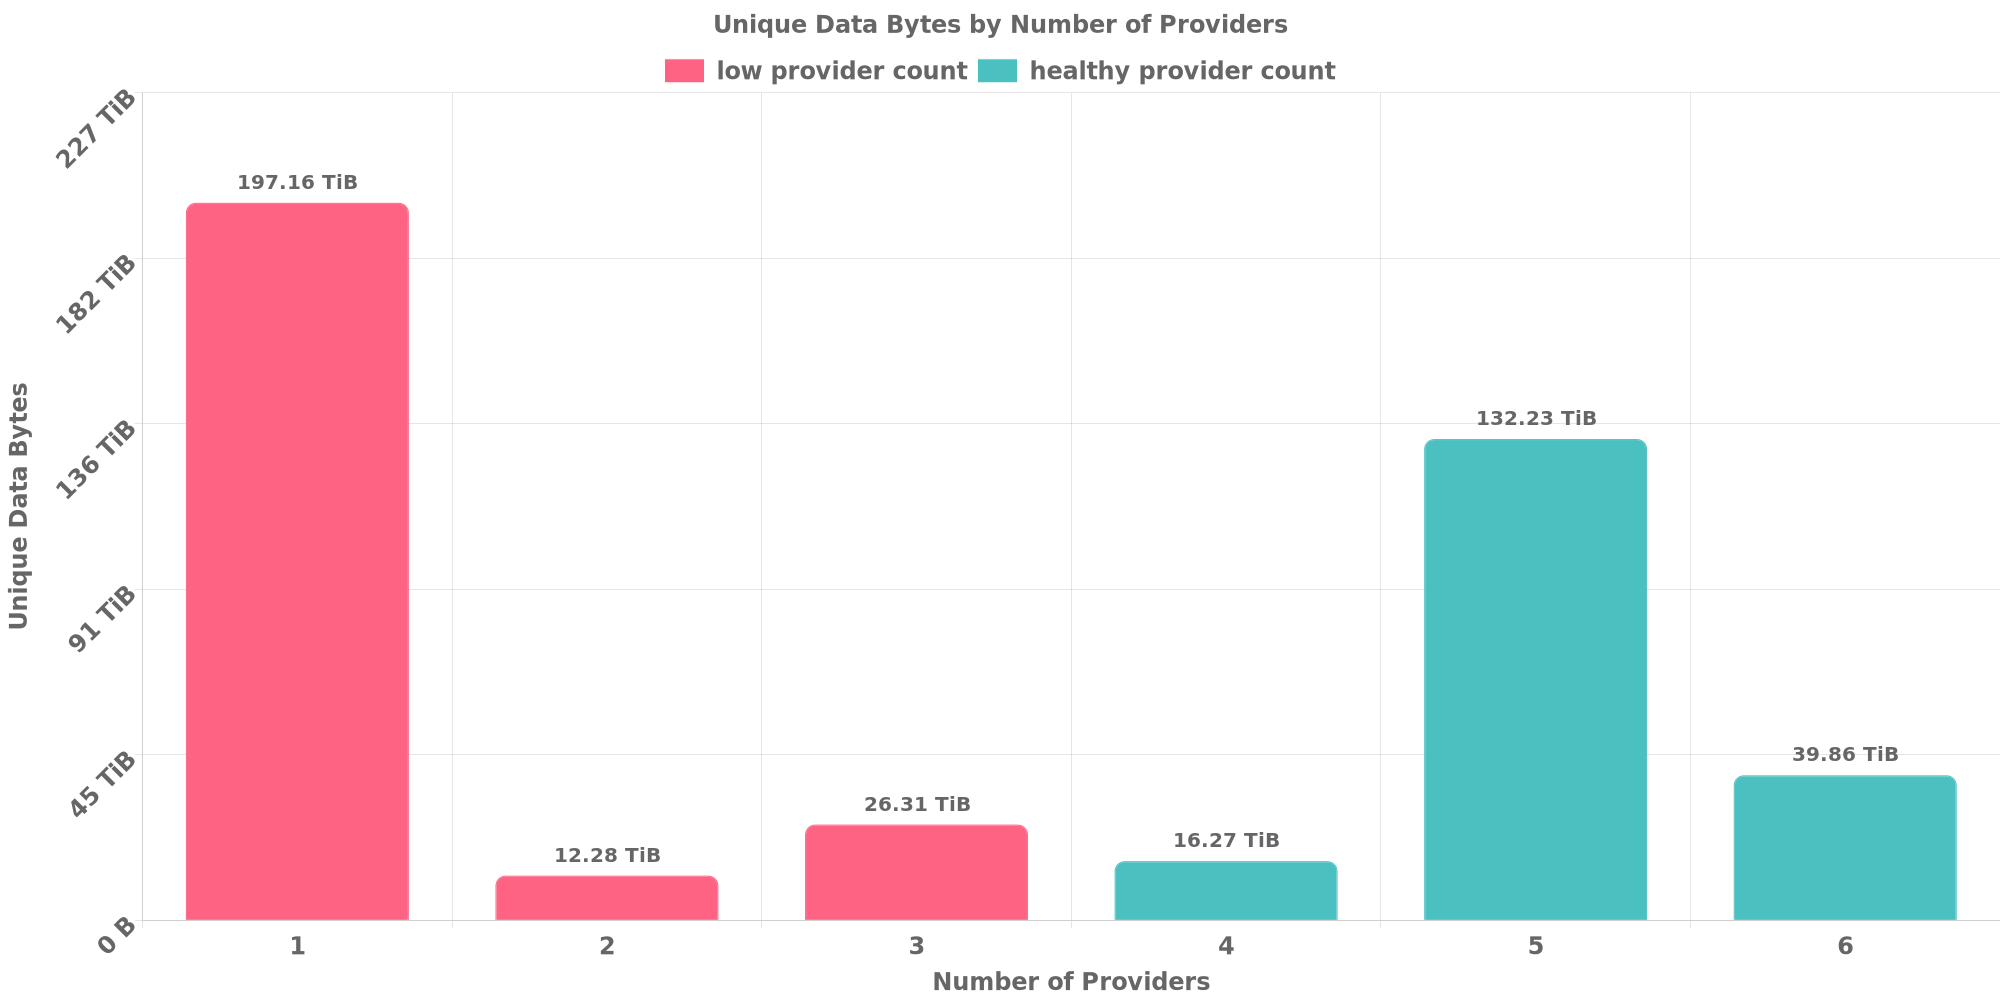 Unique Data Bytes by Number of Providers
low provider count healthy provider count
227 TiB
182 TiB
136 TiB
91 TiB
45 TiB
0 B
Unique Data Bytes
197.16 TiB
12.28 TiB
26.31 TiB
16.27 TiB
132.23 TiB
39.86 TiB
1 2 3 4 5 6
Number of Providers